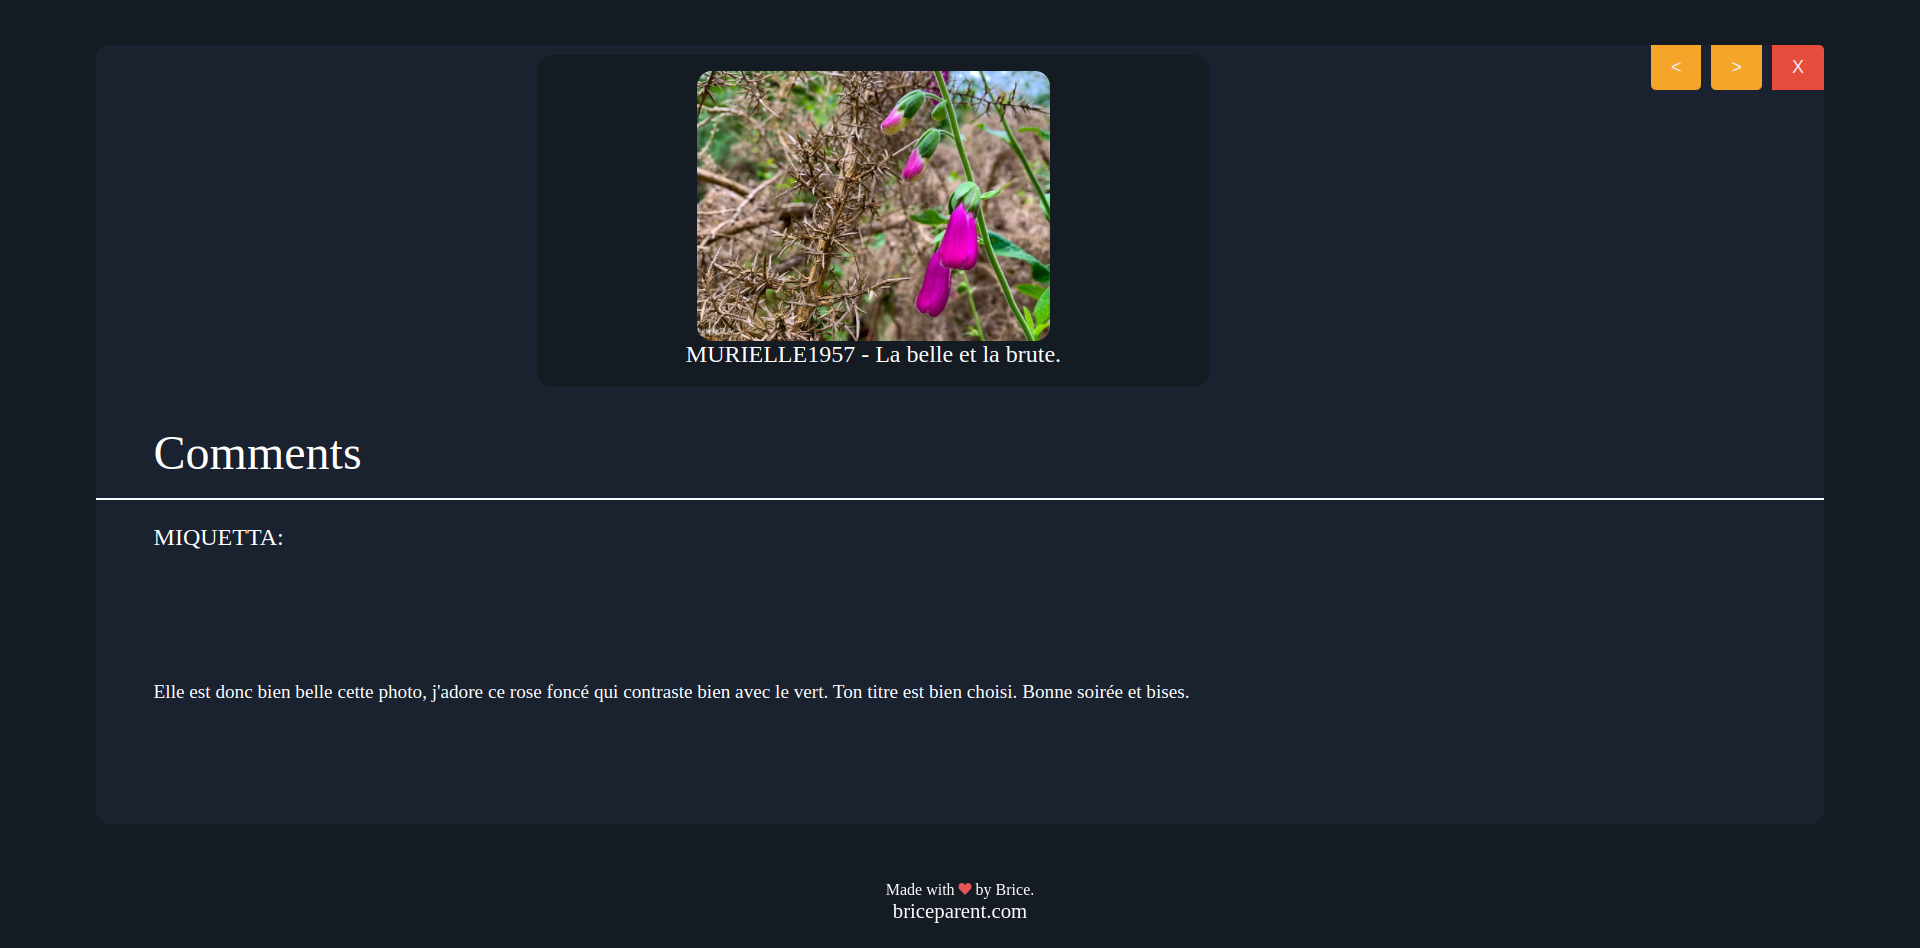 <
>
X
MURIELLE1957 - La belle et la brute.
Comments
MIQUETTA:
Elle est donc bien belle cette photo, j'adore ce rose foncé qui contraste bien avec le vert. Ton titre est bien choisi. Bonne soirée et bises.
Made with ❤ by Brice.
briceparent.com